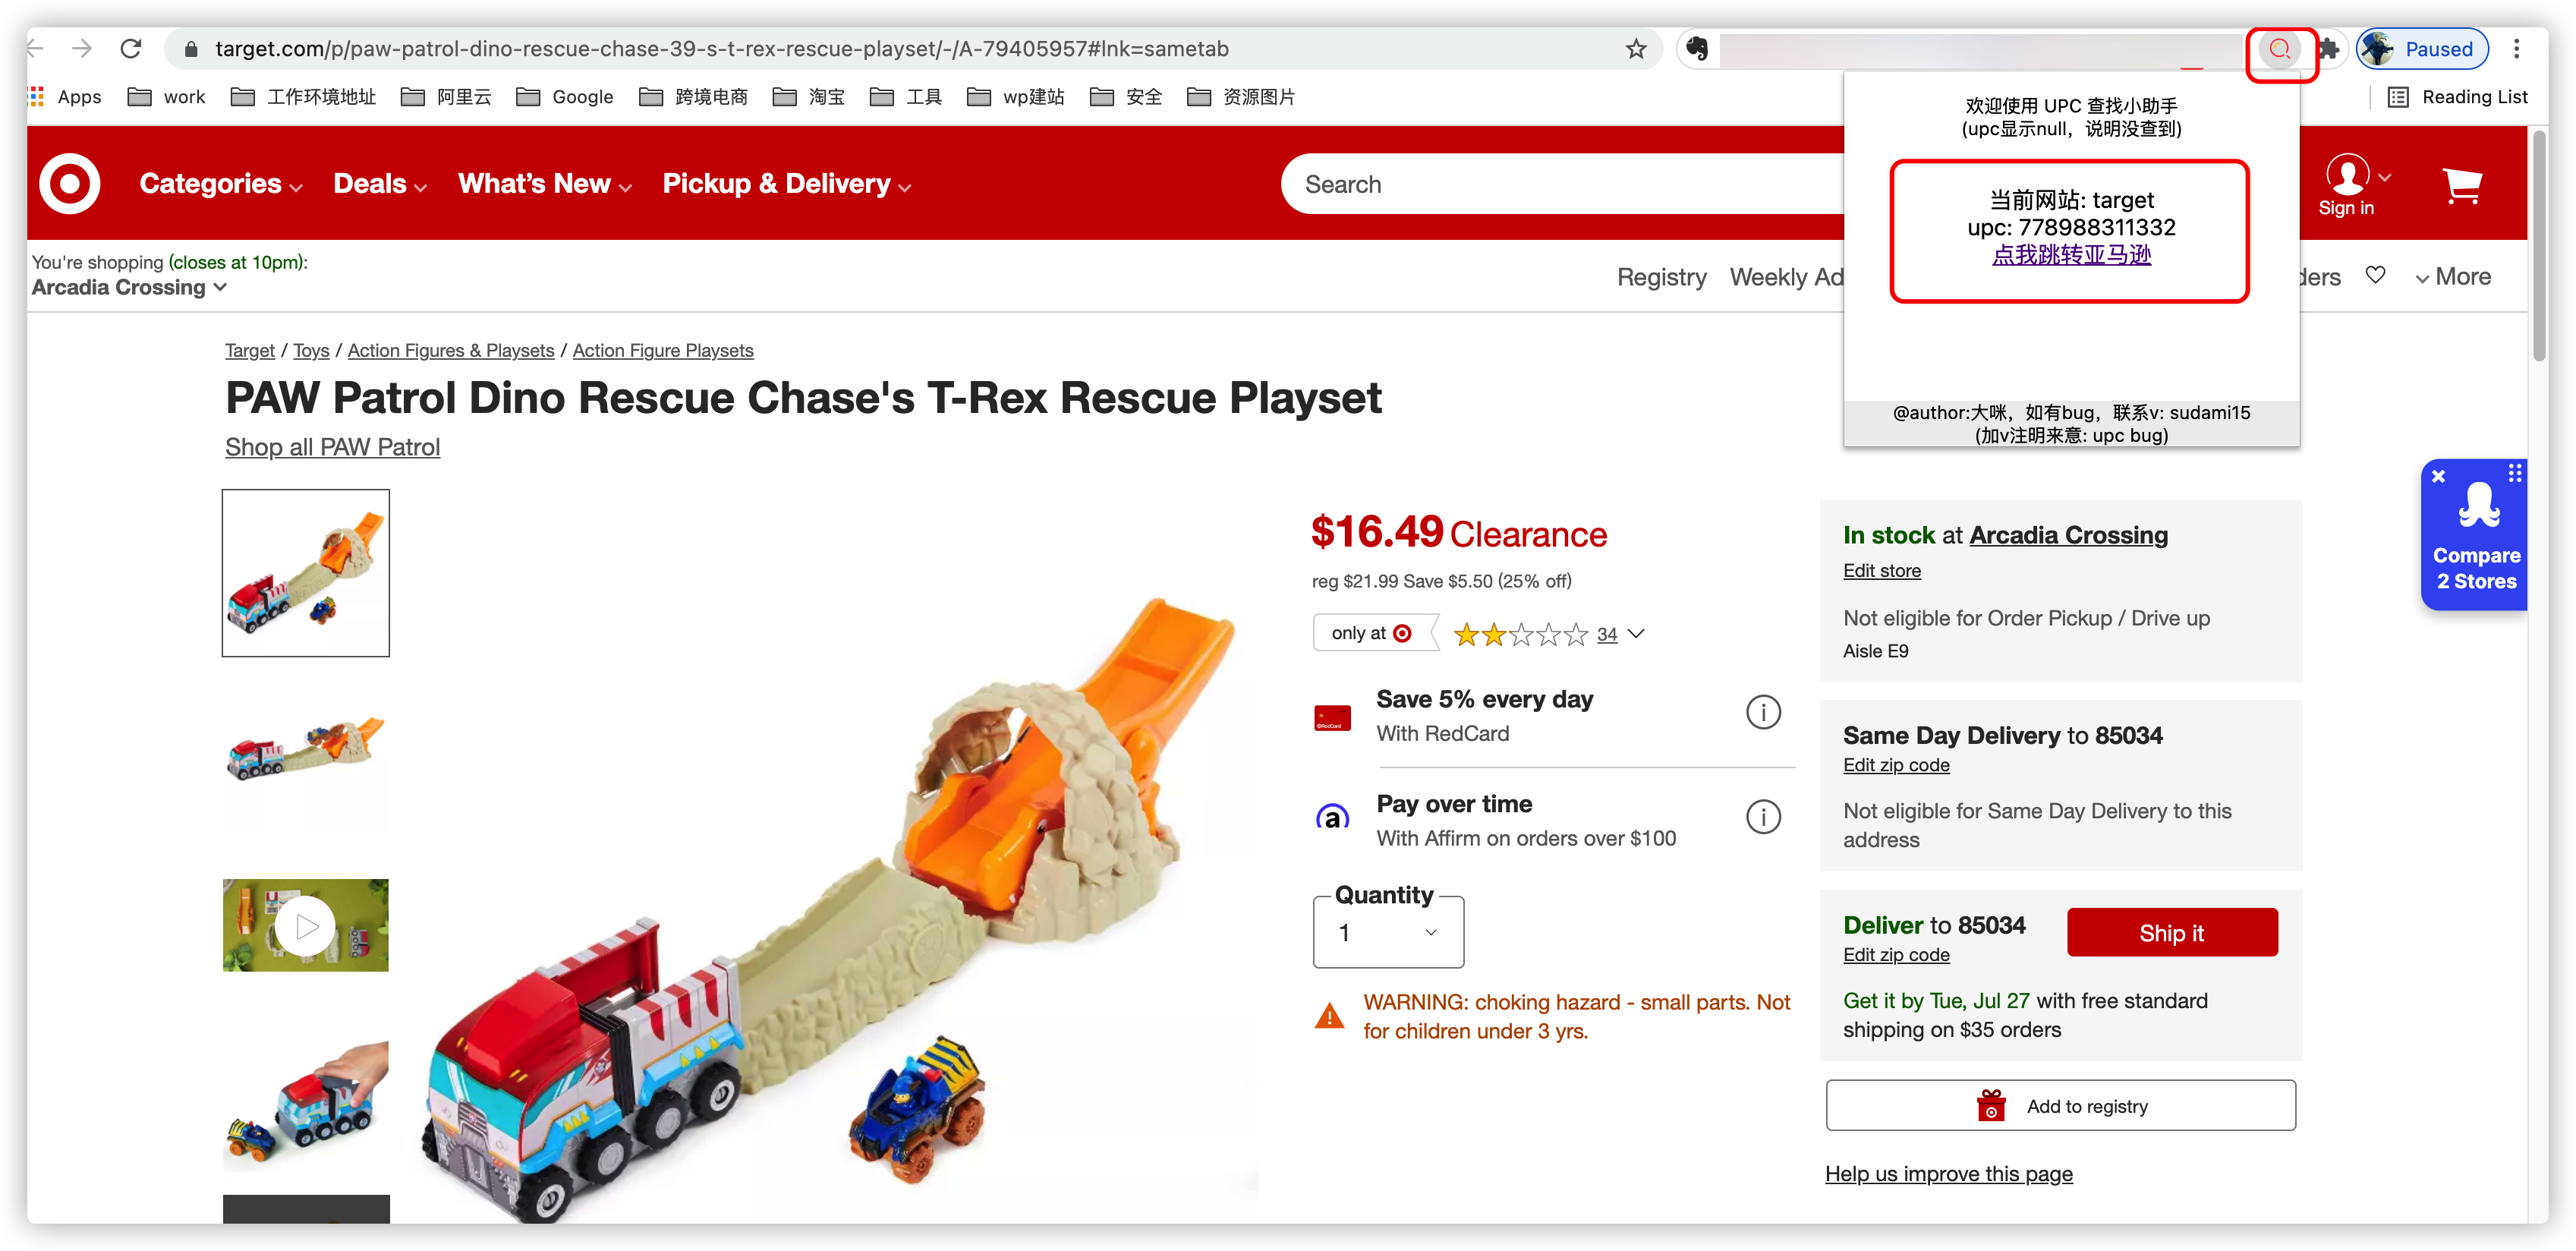 target.com/p/paw-patrol-dino-rescue-chase-39-s-t-rex-rescue-playset/-/A-79405957#lnk=sametab
Paused
Apps work 工作环境地址 阿里云 Google 跨境电商 淘宝 工具 wp建站 安全 资源图片 Reading List
欢迎使用 UPC 查找小助手
(upc显示null，说明没查到)
当前网站: target
upc: 778988311332
点我跳转亚马逊
@author:大咪，如有bug，联系v: sudami15
(加v注明来意: upc bug)
Categories Deals What's New Pickup & Delivery Search Sign in
You're shopping (closes at 10pm):
Arcadia Crossing
Registry Weekly Ad ders More
Target / Toys / Action Figures & Playsets / Action Figure Playsets
PAW Patrol Dino Rescue Chase's T-Rex Rescue Playset
Shop all PAW Patrol
$16.49 Clearance
reg $21.99 Save $5.50 (25% off)
only at 34
Save 5% every day
With RedCard
a
Pay over time
With Affirm on orders over $100
Quantity
1
WARNING: choking hazard - small parts. Not
for children under 3 yrs.
In stock at Arcadia Crossing
Edit store
Not eligible for Order Pickup / Drive up
Aisle E9
Same Day Delivery to 85034
Edit zip code
Not eligible for Same Day Delivery to this
address
Deliver to 85034
Edit zip code
Ship it
Get it by Tue, Jul 27 with free standard
shipping on $35 orders
Add to registry
Help us improve this page
Compare
2 Stores